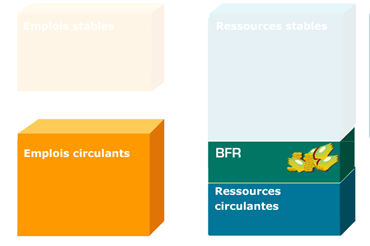 Emplois stables
Ressources stables
Emplois circulants
BFR
Ressources
circulantes